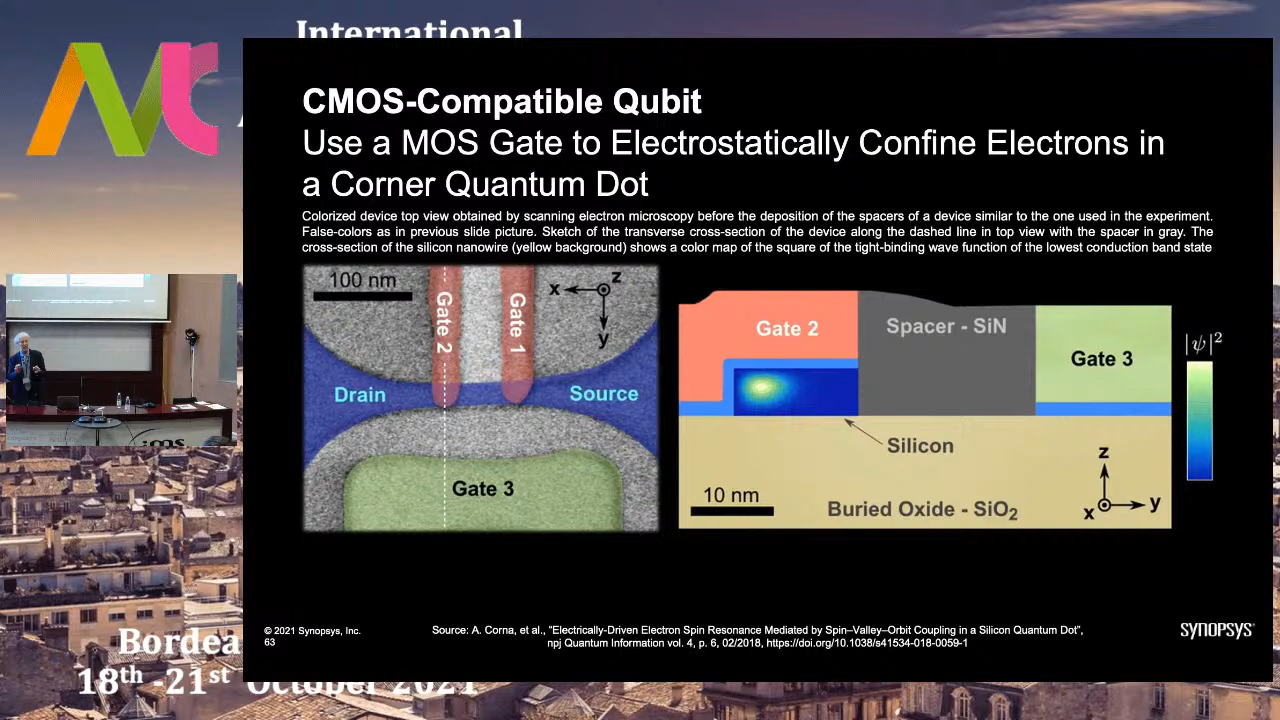 International
CMOS-Compatible Qubit
Use a MOS Gate to Electrostatically Confine Electrons in
a Corner Quantum Dot
Colorized device top view obtained by scanning electron microscopy before the deposition of the spacers of a device similar to the one used in the experiment.
False-colors as in previous slide picture. Sketch of the transverse cross-section of the device along the dashed line in top view with the spacer in gray. The
cross-section of the silicon nanowire (yellow background) shows a color map of the square of the tight-binding wave function of the lowest conduction band state
100 nm
Gate 2
Gate 1
x
z
y
Drain
Source
Gate 3
Gate 2
Spacer - SiN
Gate 3
|ψ|²
Silicon
10 nm
Buried Oxide - SiO₂
z
y
x
© 2021 Synopsys, Inc.
63
Source: A. Corna, et al., "Electrically-Driven Electron Spin Resonance Mediated by Spin–Valley–Orbit Coupling in a Silicon Quantum Dot",
npj Quantum Information vol. 4, p. 6, 02/2018, https://doi.org/10.1038/s41534-018-0059-1
SYNOPSYS
Bordea
18th -21st October 2021
ims